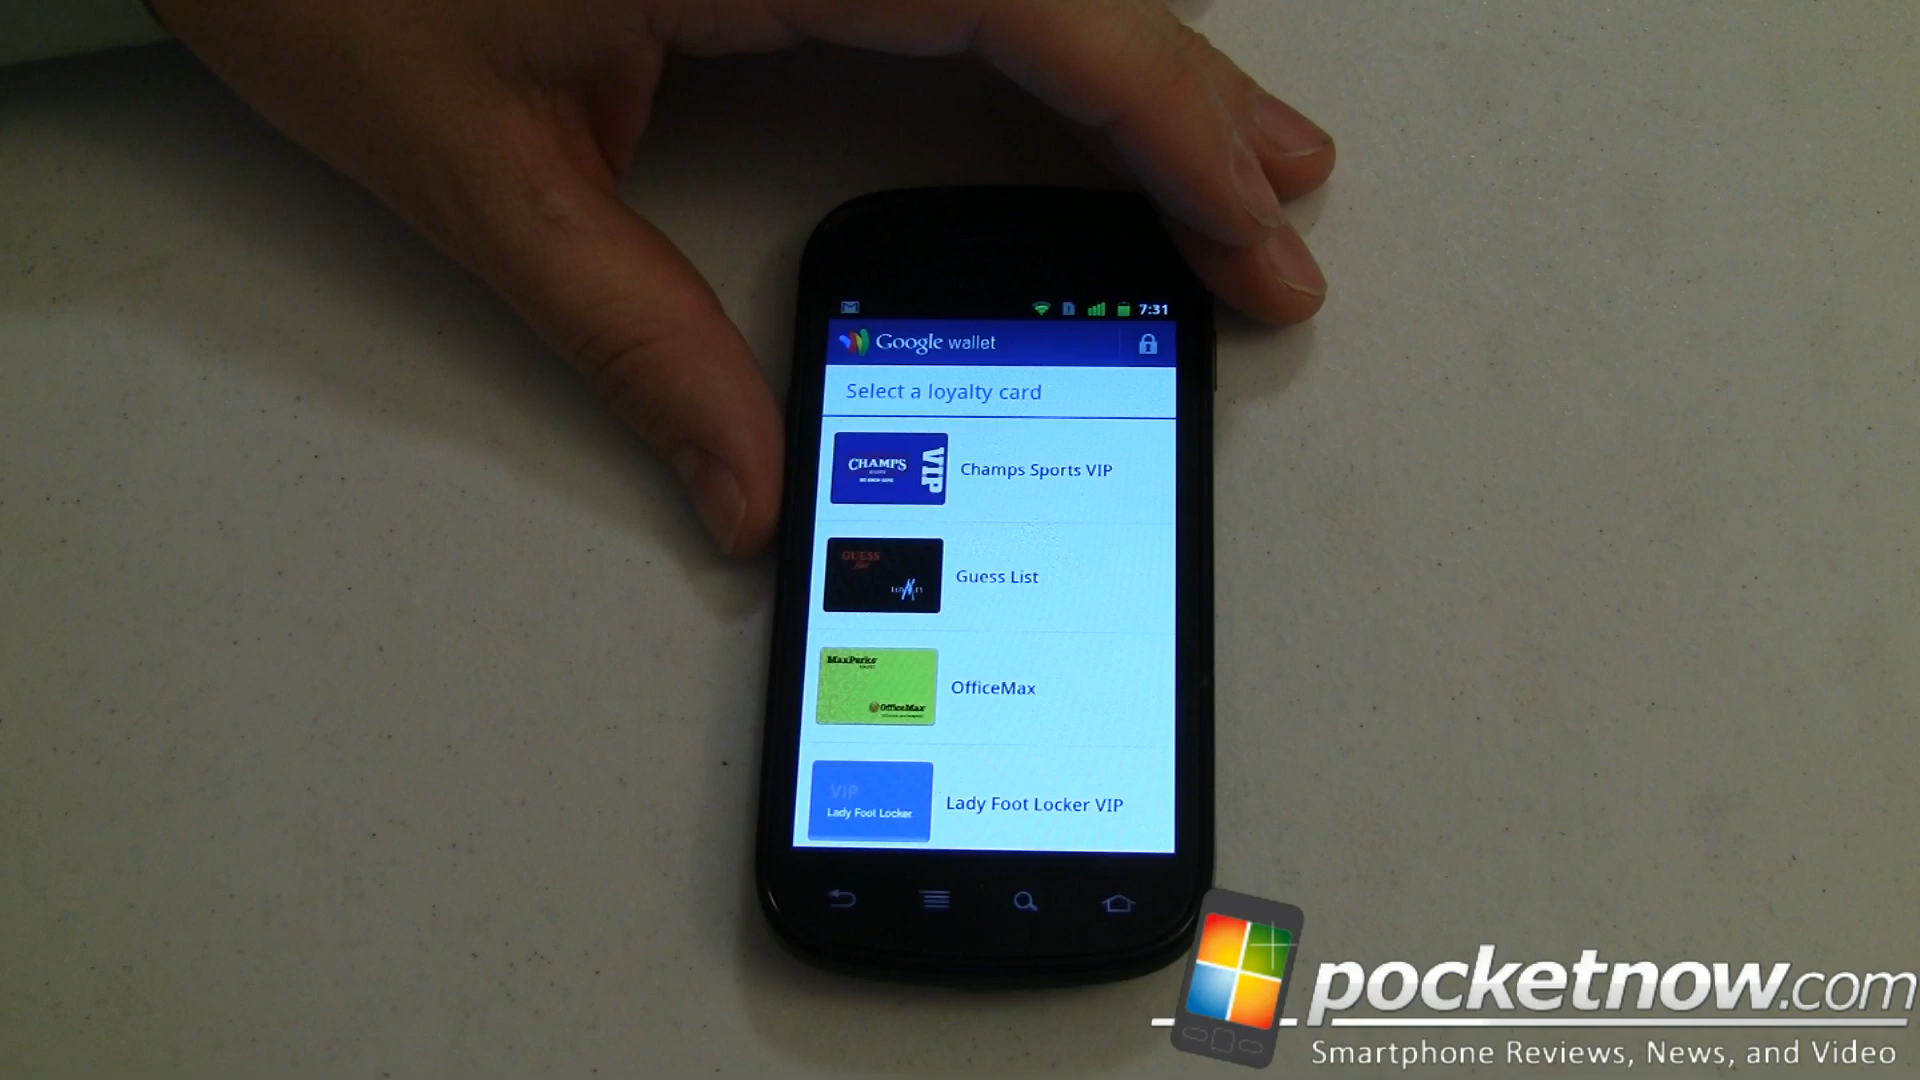 7:31
Google wallet
Select a loyalty card
CHAMPS
VIP
Champs Sports VIP
GUESS
Guess List
MaxPerks
OfficeMax
OfficeMax
VIP
Lady Foot Locker
Lady Foot Locker VIP
pocketnow.com
Smartphone Reviews, News, and Video